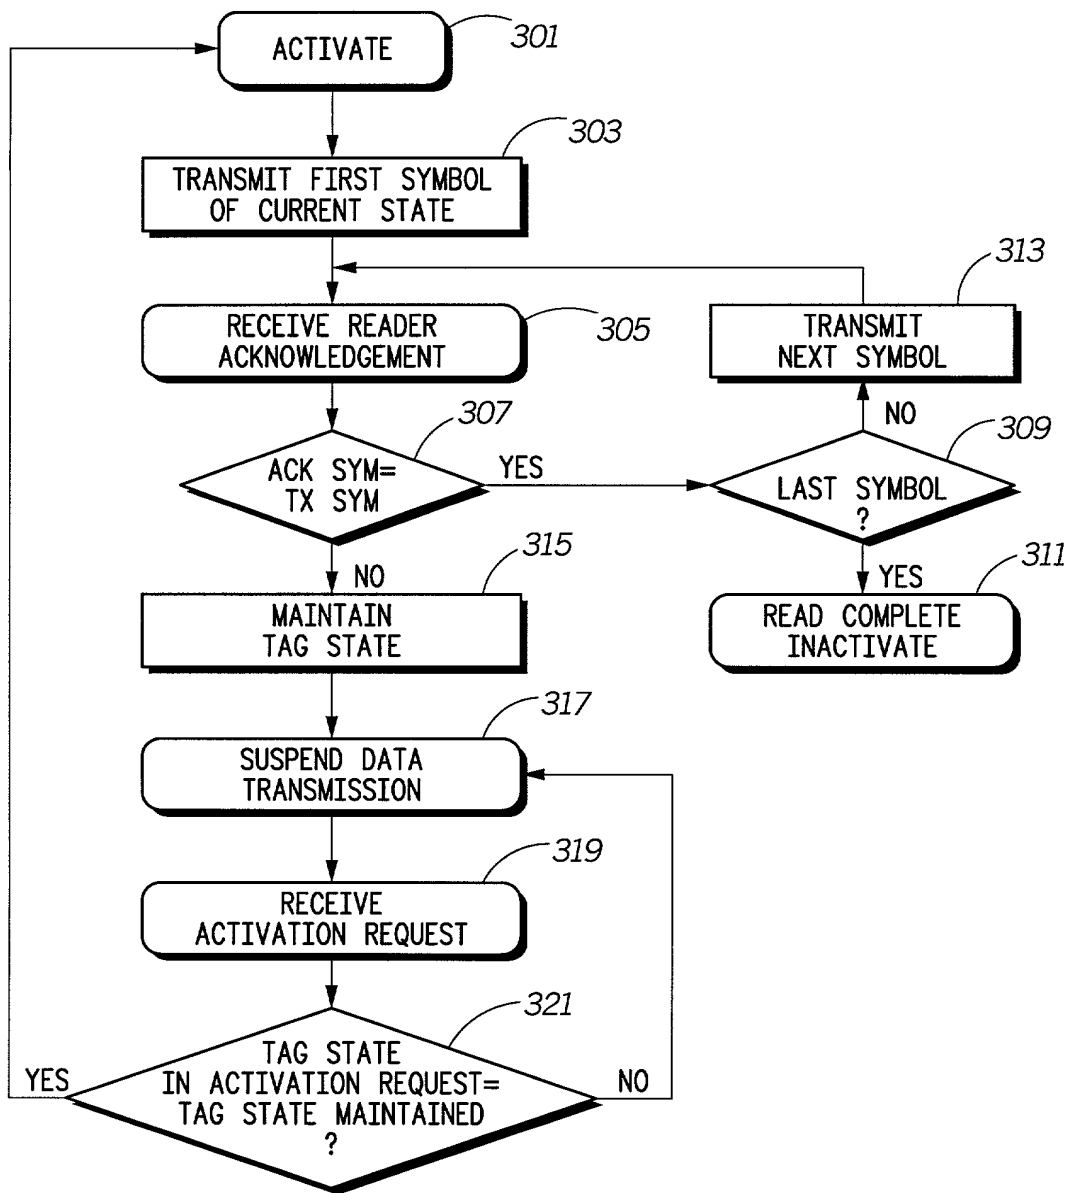 ACTIVATE
301
303
TRANSMIT FIRST SYMBOL
OF CURRENT STATE
313
RECEIVE READER
ACKNOWLEDGEMENT
305
TRANSMIT
NEXT SYMBOL
307
NO
309
ACK SYM=
TX SYM
YES
LAST SYMBOL
?
315
NO
YES
311
MAINTAIN
TAG STATE
READ COMPLETE
INACTIVATE
317
SUSPEND DATA
TRANSMISSION
319
RECEIVE
ACTIVATION REQUEST
321
TAG STATE
IN ACTIVATION REQUEST=
TAG STATE MAINTAINED
?
YES
NO